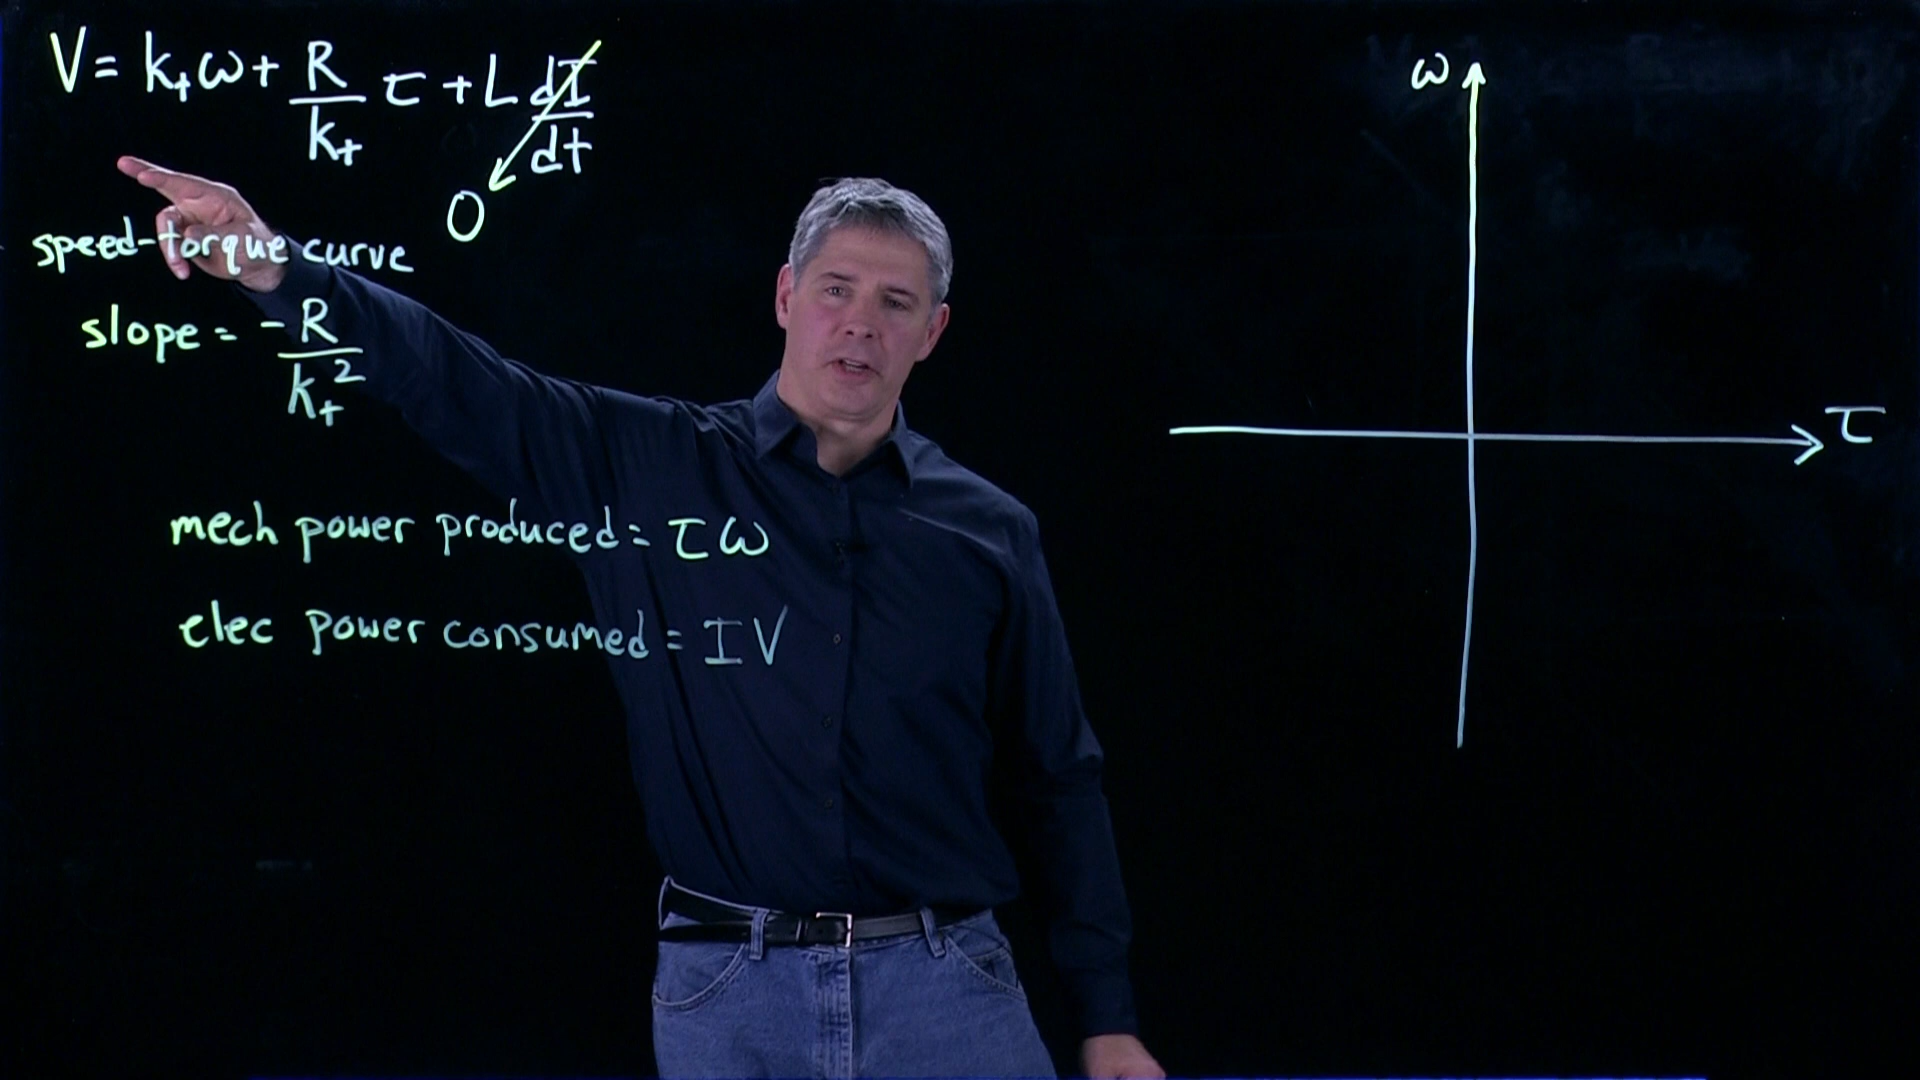 V = kₜω + R/kₜ τ + L dI/dt
0
speed-torque curve
slope = -R/kₜ²
mech power produced = τω
elec power consumed = IV
ω
τ